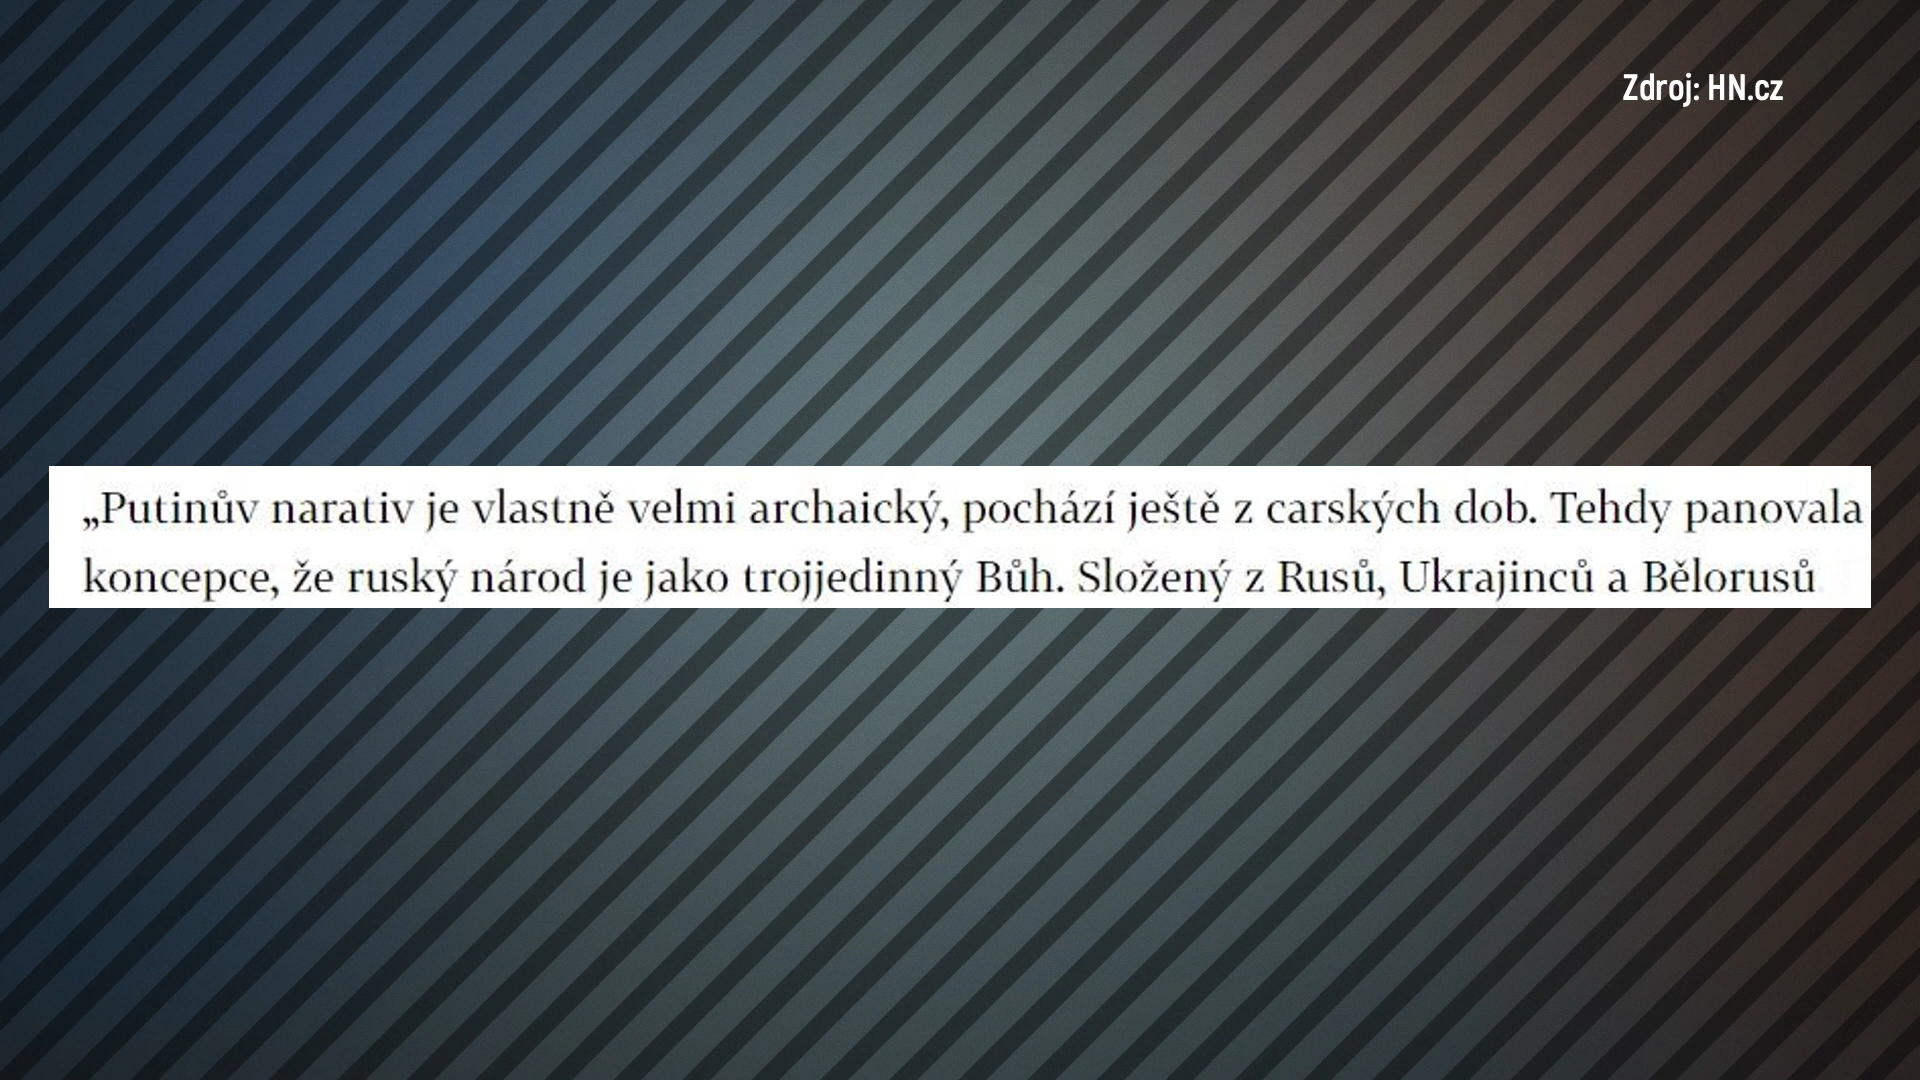 Zdroj: HN.cz
„Putinův narativ je vlastně velmi archaický, pochází ještě z carských dob. Tehdy panovala
koncepce, že ruský národ je jako trojjedinný Bůh. Složený z Rusů, Ukrajinců a Bělorusů